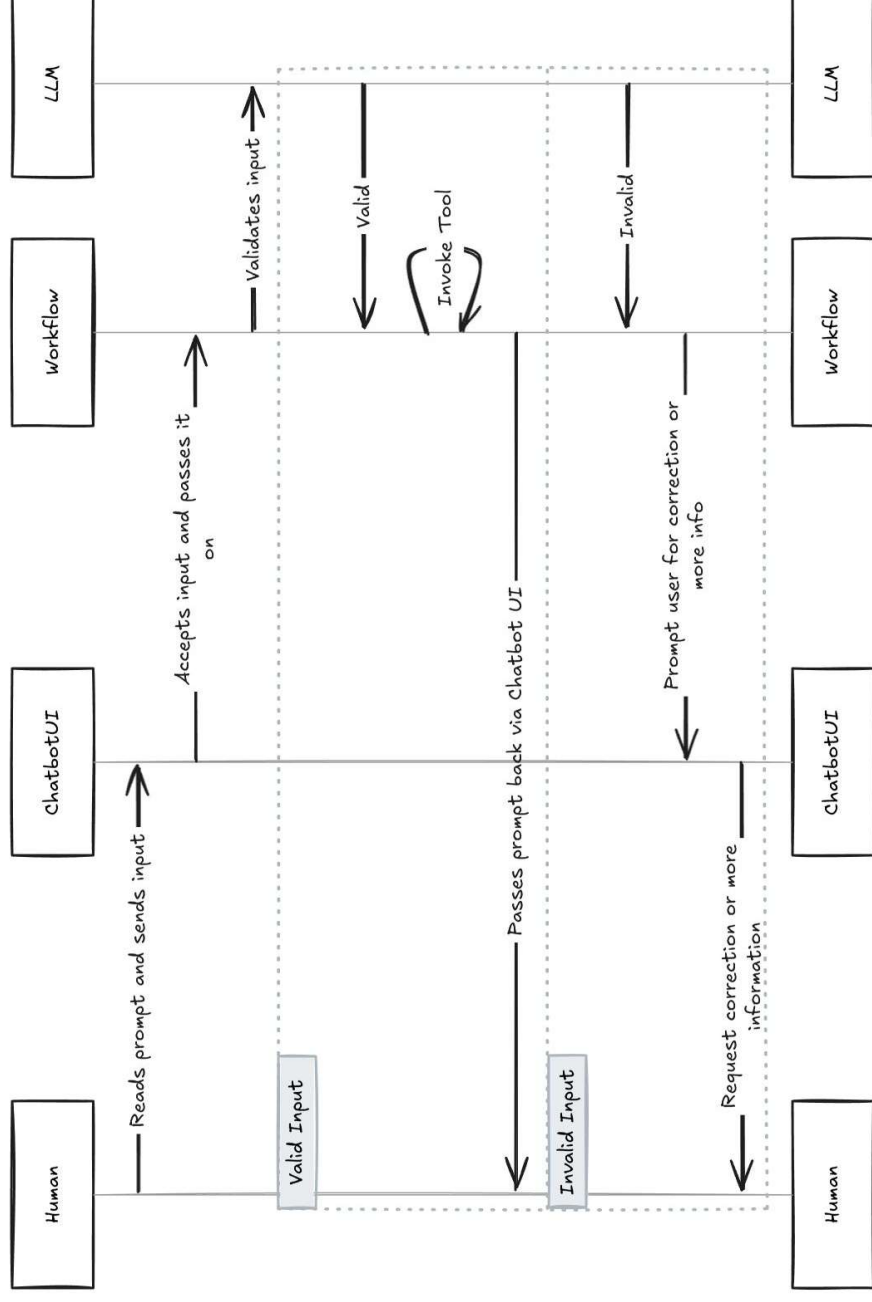 Human
ChatbotUI
Workflow
LLM
Reads prompt and sends input
Accepts input and passes it
on
Validates input
Valid Input
Valid
Invoke Tool
Passes prompt back via Chatbot UI
Invalid Input
Invalid
Prompt user for correction or
more info
Request correction or more
information
Human
ChatbotUI
Workflow
LLM